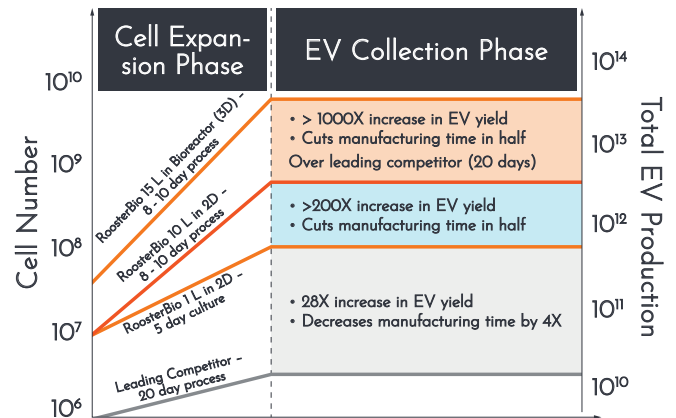 Cell Expan-
sion Phase
EV Collection Phase
Cell Number
10¹⁰
10⁹
10⁸
10⁷
10⁶
RoosterBio 15 L in Bioreactor (3D) –
8 - 10 day process
RoosterBio 10 L in 2D –
8 - 10 day process
RoosterBio 1 L in 2D –
5 day culture
Leading Competitor –
20 day process
• > 1000X increase in EV yield
• Cuts manufacturing time in half
Over leading competitor (20 days)
• >200X increase in EV yield
• Cuts manufacturing time in half
• 28X increase in EV yield
• Decreases manufacturing time by 4X
10¹⁴
10¹³
10¹²
10¹¹
10¹⁰
Total EV Production